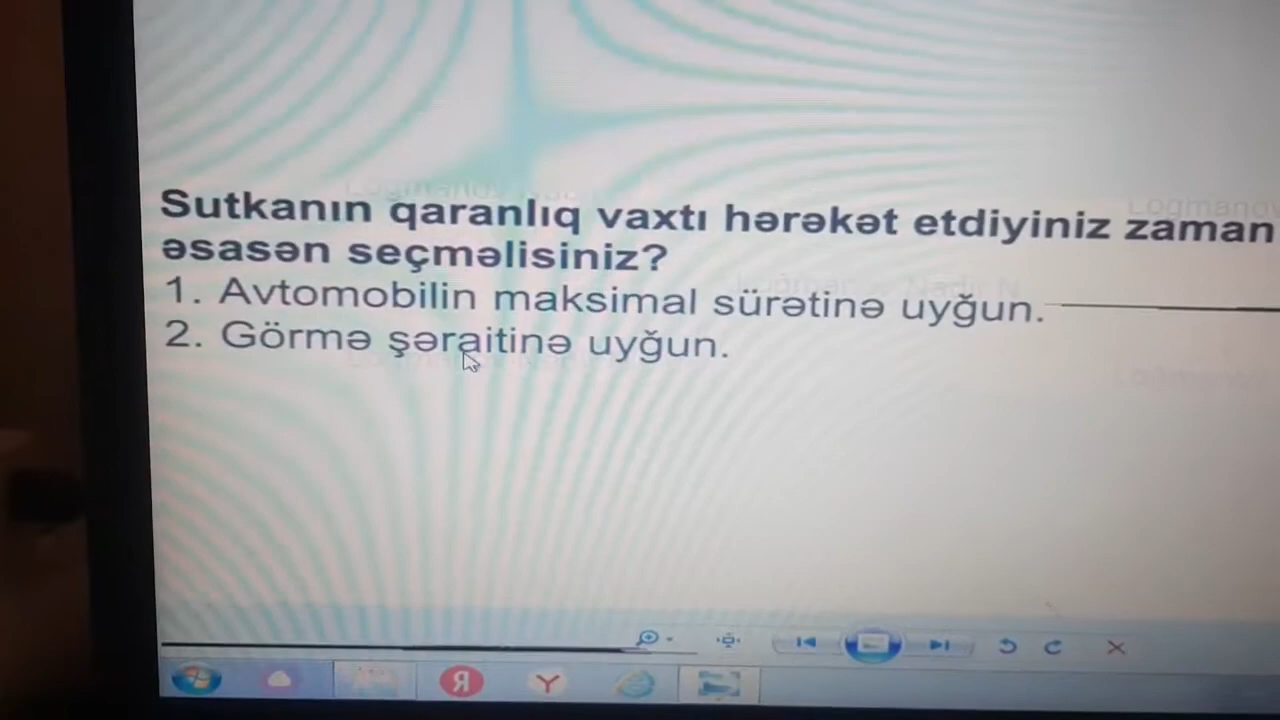 Sutkanın qaranlıq vaxtı hərəkət etdiyiniz zaman
əsasən seçməlisiniz?
1. Avtomobilin maksimal sürətinə uyğun.
2. Görmə şəraitinə uyğun.